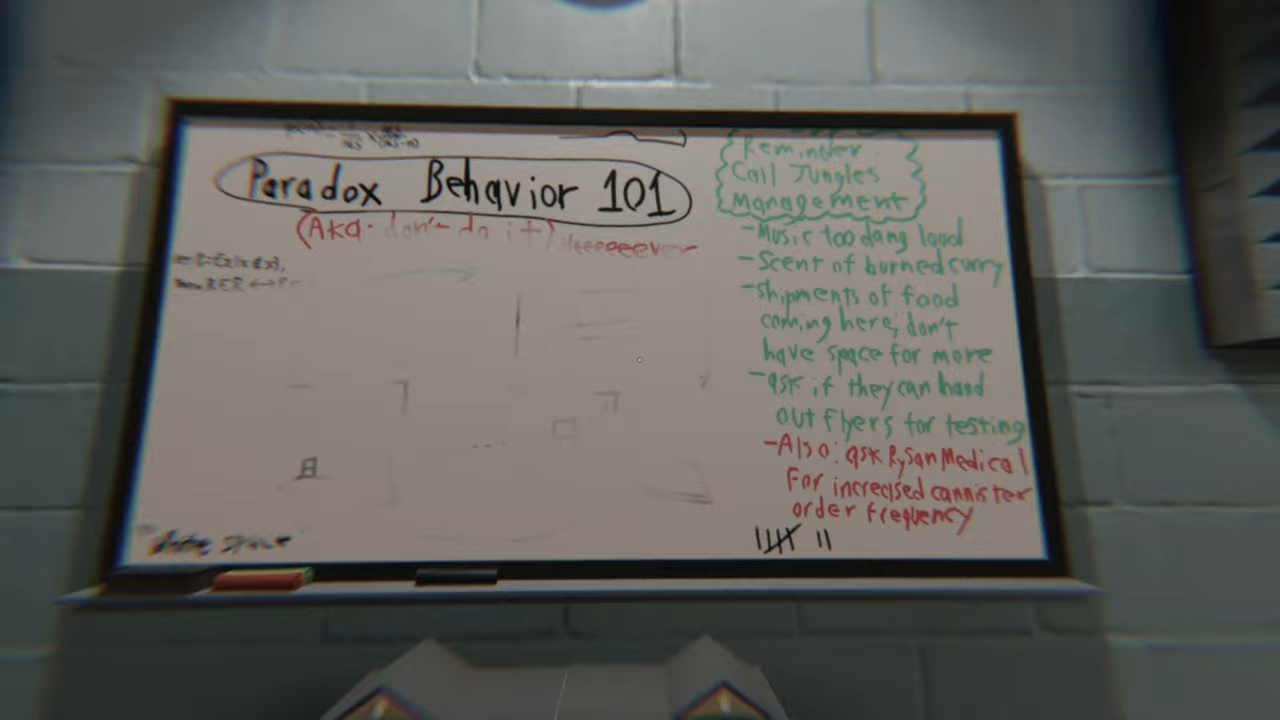 Paradox Behavior 101
(AKA. don't do it)
Reminder
Call Jungles
Management
-Music too dang loud
-Scent of burned curry
-Shipments of food
coming here; don't
have space for more
-ask if they can hand
out flyers for testing
-Also: ask Rysan Medical
For increased cannister
order frequency